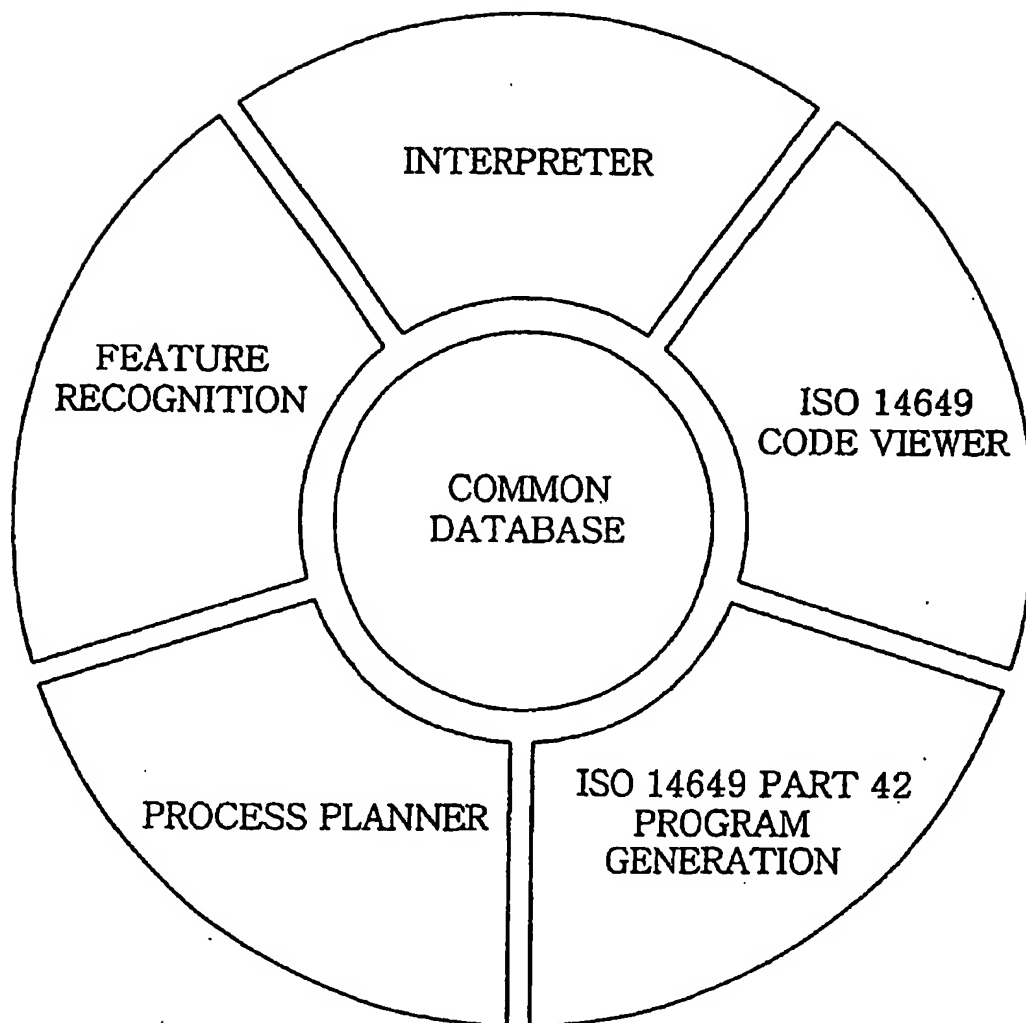 INTERPRETER
FEATURE
RECOGNITION
ISO 14649
CODE VIEWER
COMMON
DATABASE
PROCESS PLANNER
ISO 14649 PART 42
PROGRAM
GENERATION